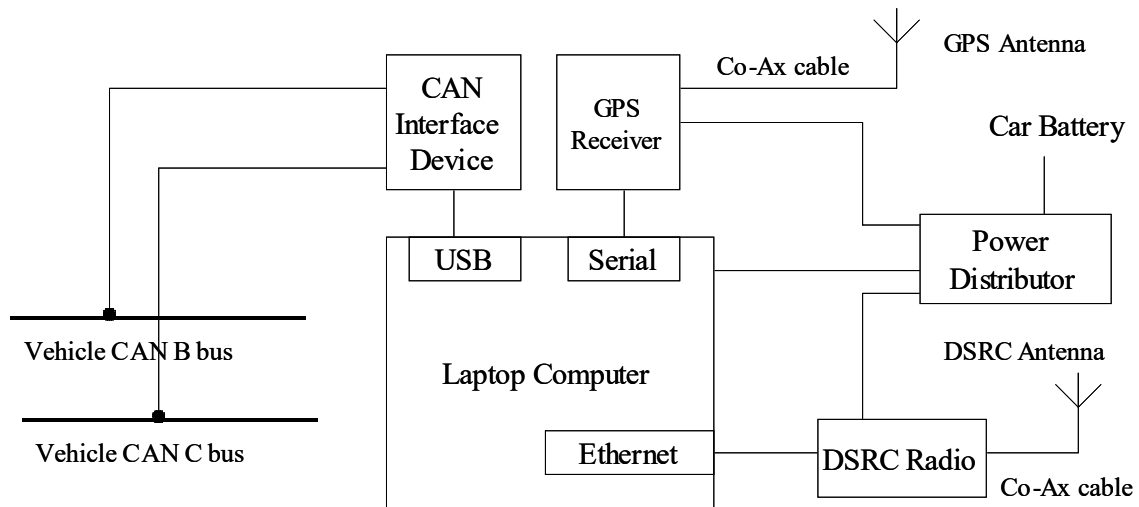 GPS Antenna
Co-Ax cable
CAN
Interface
Device
GPS
Receiver
Car Battery
USB
Serial
Power
Distributor
Vehicle CAN B bus
DSRC Antenna
Laptop Computer
Vehicle CAN C bus
Ethernet
DSRC Radio
Co-Ax cable